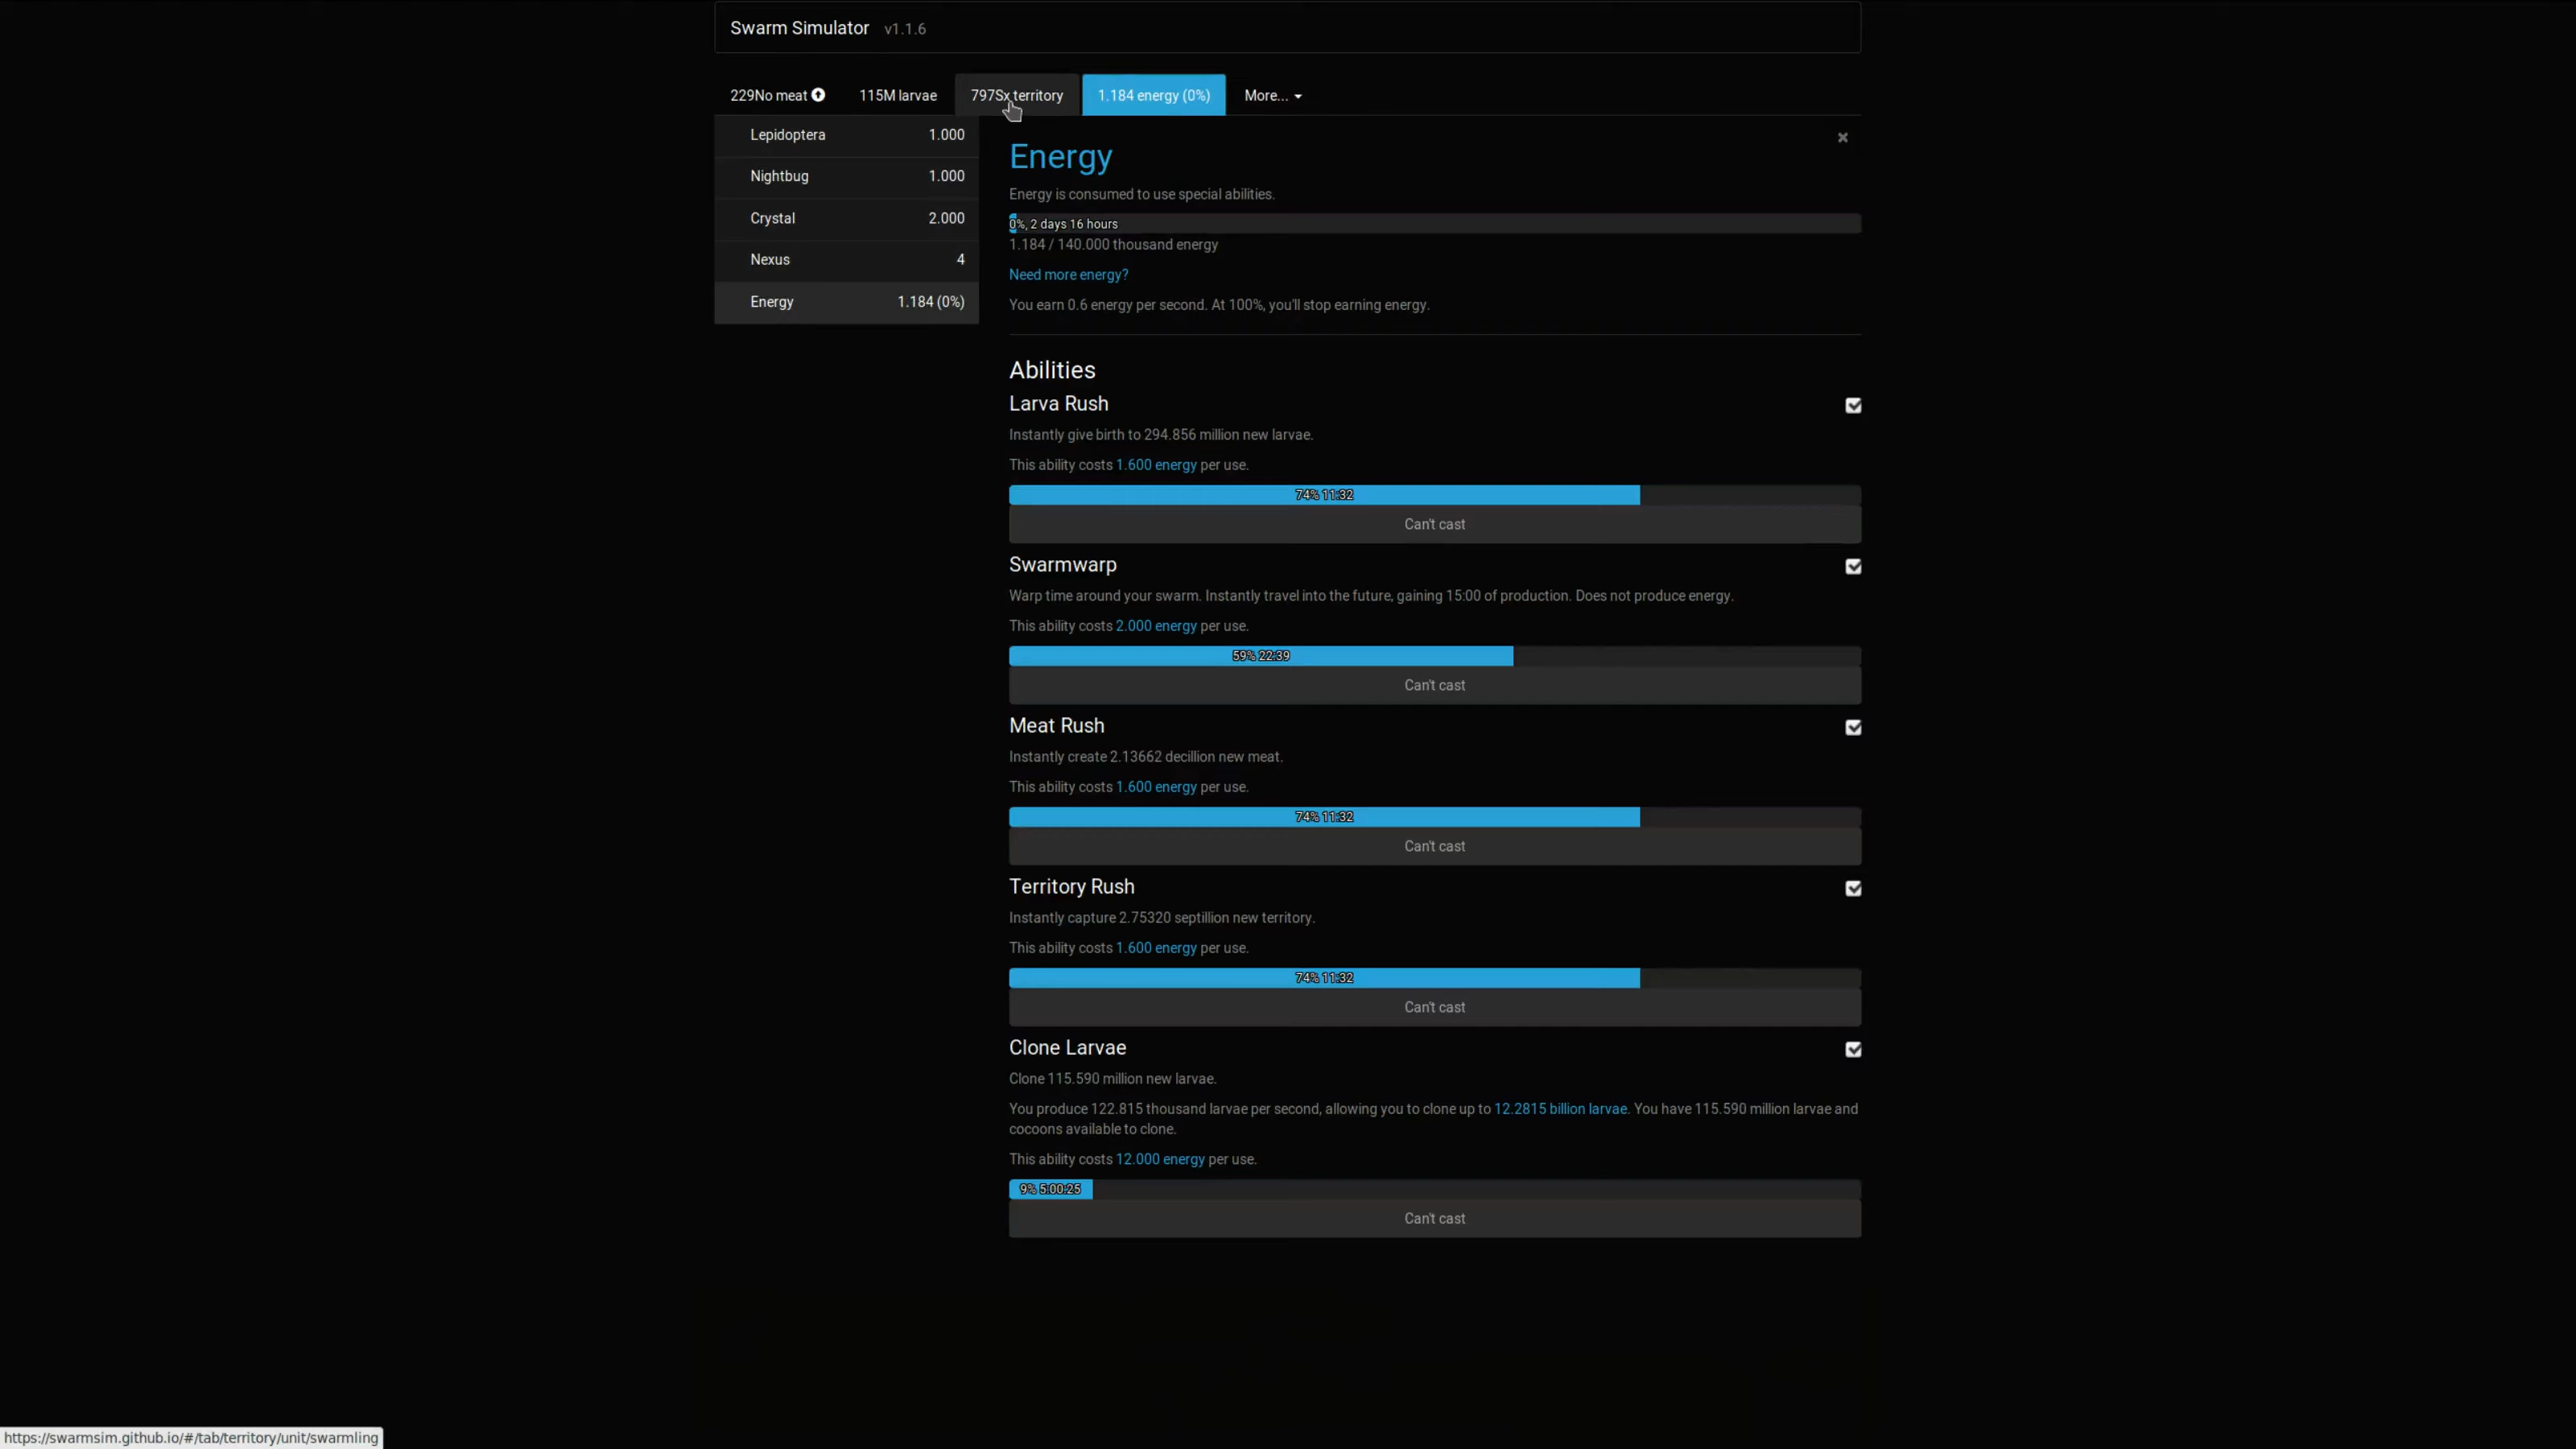 Swarm Simulator v1.1.6
229No meat 115M larvae 797Sx territory 1.184 energy (0%) More...
Lepidoptera 1.000
Nightbug 1.000
Crystal 2.000
Nexus 4
Energy 1.184 (0%)
Energy
Energy is consumed to use special abilities.
0%, 2 days 16 hours
1.184 / 140.000 thousand energy
Need more energy?
You earn 0.6 energy per second. At 100%, you'll stop earning energy.
Abilities
Larva Rush
Instantly give birth to 294.856 million new larvae.
This ability costs 1.600 energy per use.
74% 11:32
Can't cast
Swarmwarp
Warp time around your swarm. Instantly travel into the future, gaining 15:00 of production. Does not produce energy.
This ability costs 2.000 energy per use.
59% 22:39
Can't cast
Meat Rush
Instantly create 2.13662 decillion new meat.
This ability costs 1.600 energy per use.
74% 11:32
Can't cast
Territory Rush
Instantly capture 2.75320 septillion new territory.
This ability costs 1.600 energy per use.
74% 11:32
Can't cast
Clone Larvae
Clone 115.590 million new larvae.
You produce 122.815 thousand larvae per second, allowing you to clone up to 12.2815 billion larvae. You have 115.590 million larvae and
cocoons available to clone.
This ability costs 12.000 energy per use.
9% 5:00:25
Can't cast
https://swarmsim.github.io/#/tab/territory/unit/swarmling